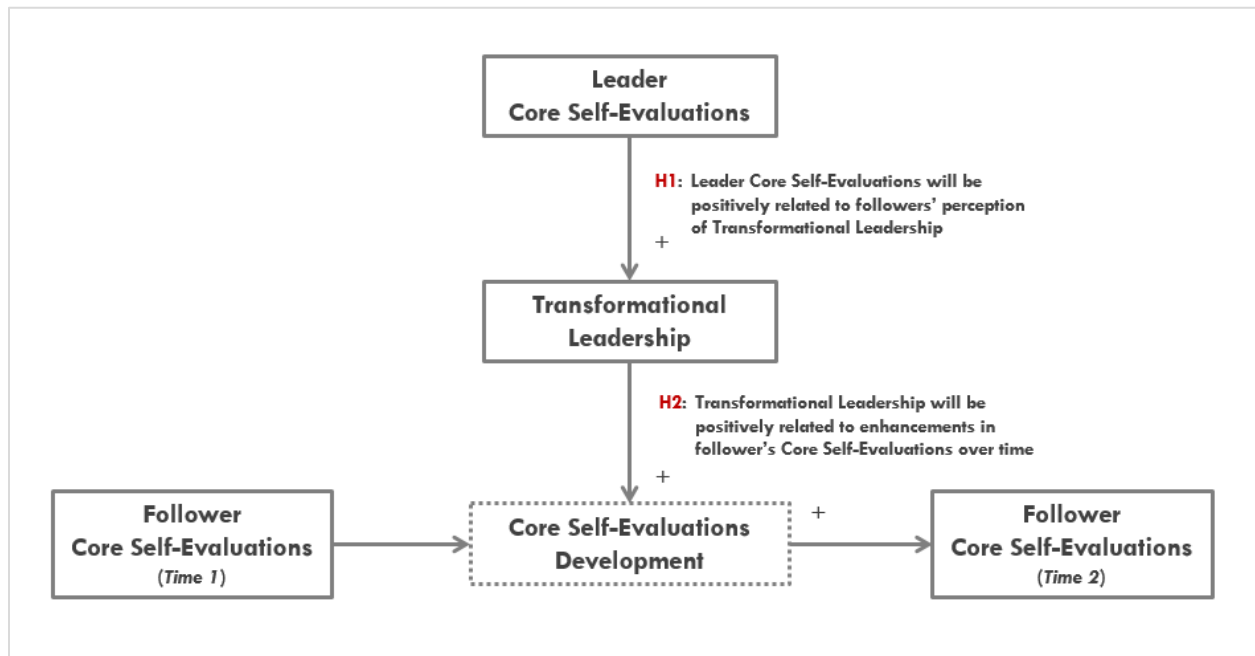 Leader
Core Self-Evaluations
H1: Leader Core Self-Evaluations will be
positively related to followers' perception
of Transformational Leadership
+
Transformational
Leadership
H2: Transformational Leadership will be
positively related to enhancements in
follower's Core Self-Evaluations over time
+
Follower
Core Self-Evaluations
(Time 1)
Core Self-Evaluations
Development
+
Follower
Core Self-Evaluations
(Time 2)